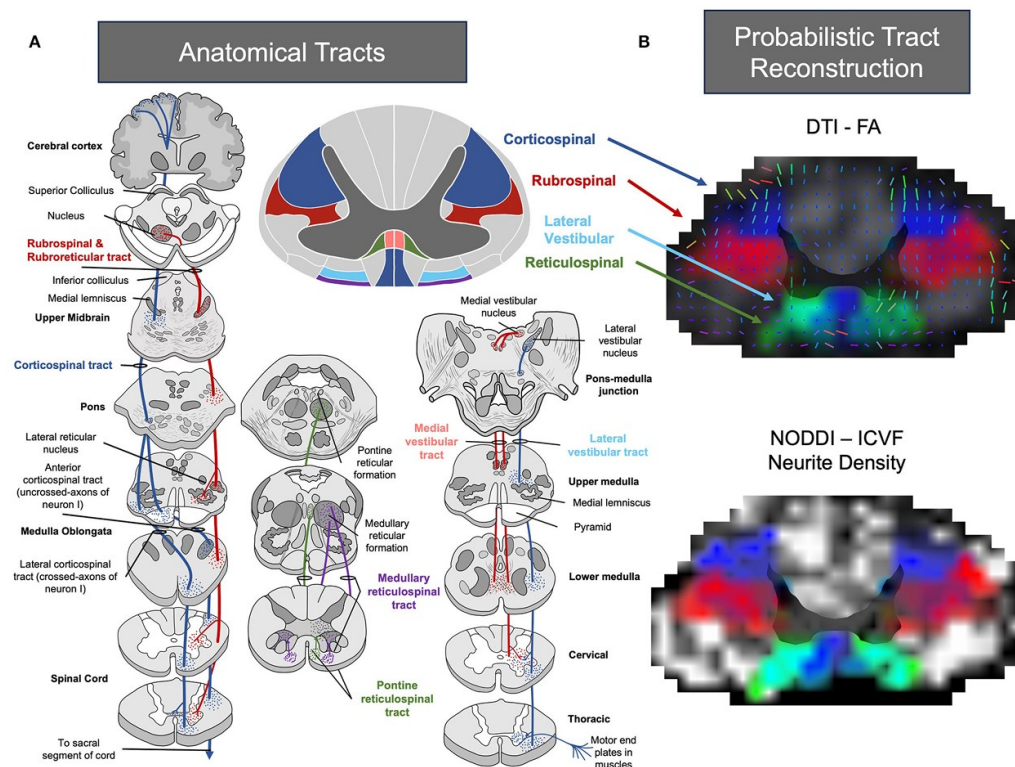 A
Anatomical Tracts
B
Probabilistic Tract
Reconstruction
Cerebral cortex
Superior Colliculus
Nucleus
Rubrospinal &
Rubroreticular tract
Inferior colliculus
Medial lemniscus
Upper Midbrain
Corticospinal tract
Pons
Lateral reticular
nucleus
Anterior
corticospinal tract
(uncrossed-axons of
neuron I)
Medulla Oblongata
Lateral corticospinal
tract (crossed-axons of
neuron I)
Spinal Cord
To sacral
segment of cord
Corticospinal
Rubrospinal
Lateral
Vestibular
Reticulospinal
Pontine
reticular
formation
Medullary
reticular
formation
Medullary
reticulospinal
tract
Pontine
reticulospinal
tract
Medial vestibular
nucleus
Lateral
vestibular
nucleus
Pons-medulla
junction
Medial
vestibular
tract
Lateral
vestibular tract
Upper medulla
Medial lemniscus
Pyramid
Lower medulla
Cervical
Thoracic
Motor end
plates in
muscles
DTI - FA
NODDI – ICVF
Neurite Density